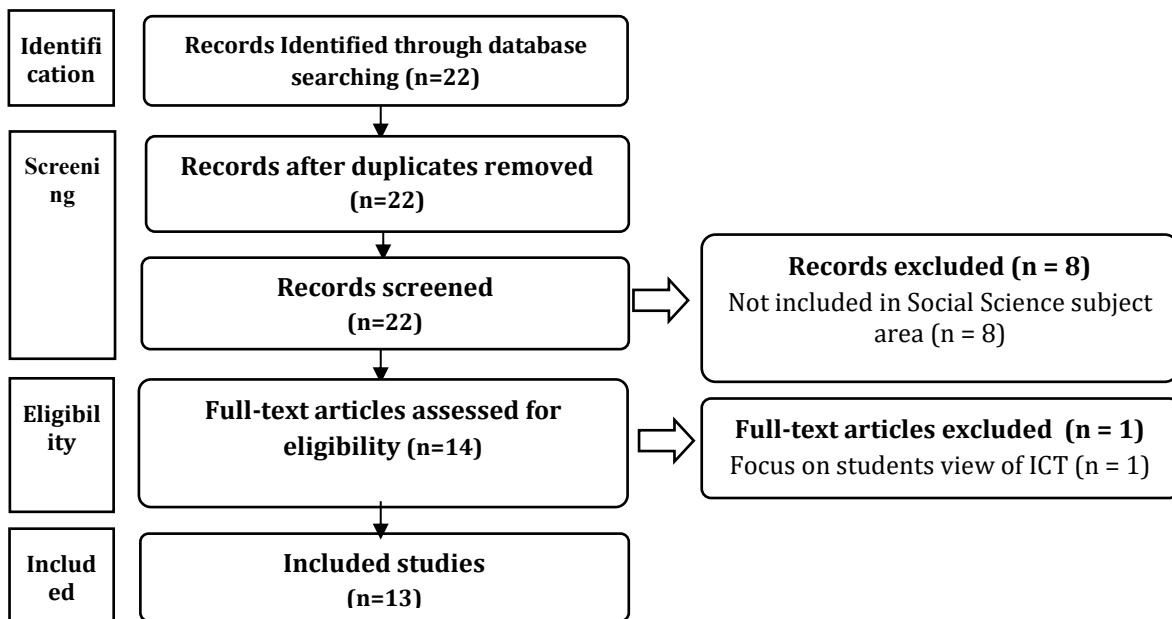 Identifi
cation
Records Identified through database
searching (n=22)
Screeni
ng
Records after duplicates removed
(n=22)
Records screened
(n=22)
Records excluded (n = 8)
Not included in Social Science subject
area (n = 8)
Eligibil
ity
Full-text articles assessed for
eligibility (n=14)
Full-text articles excluded (n = 1)
Focus on students view of ICT (n = 1)
Includ
ed
Included studies
(n=13)